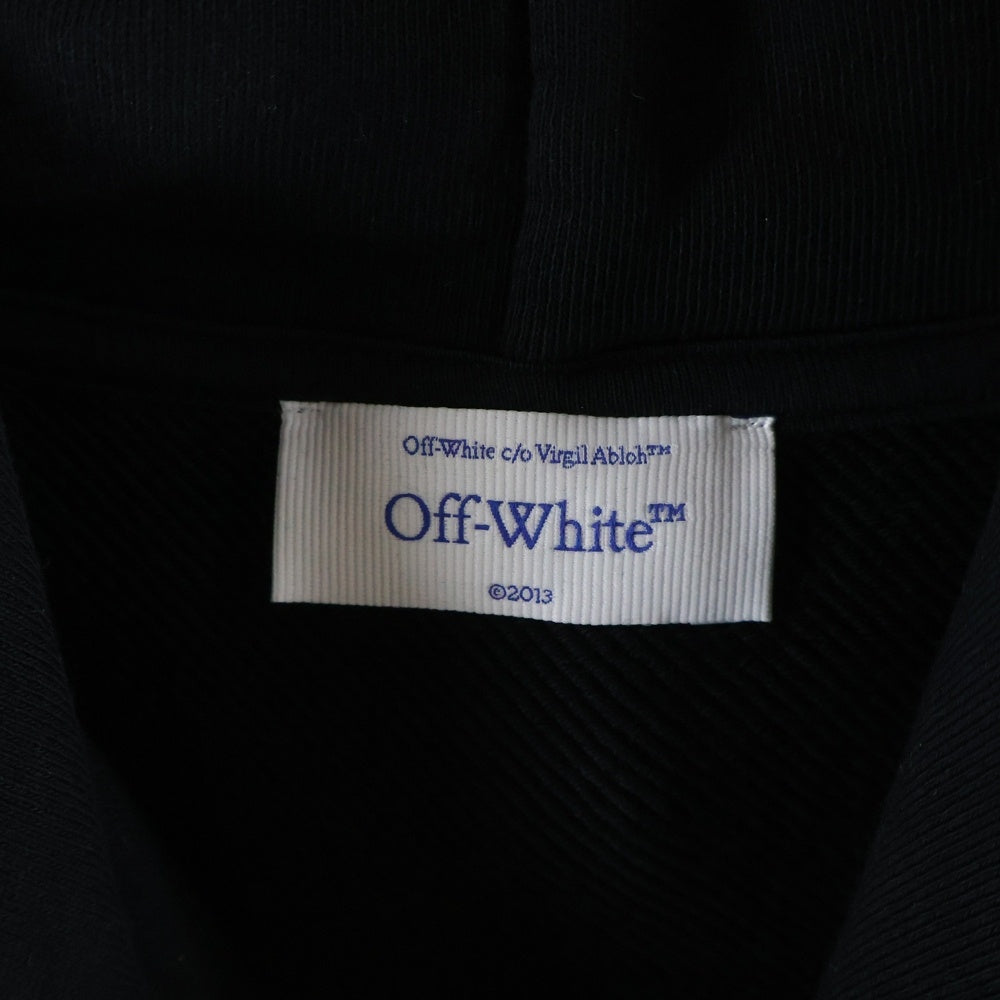 Off-White c/o Virgil Abloh™
Off-White™
©2013